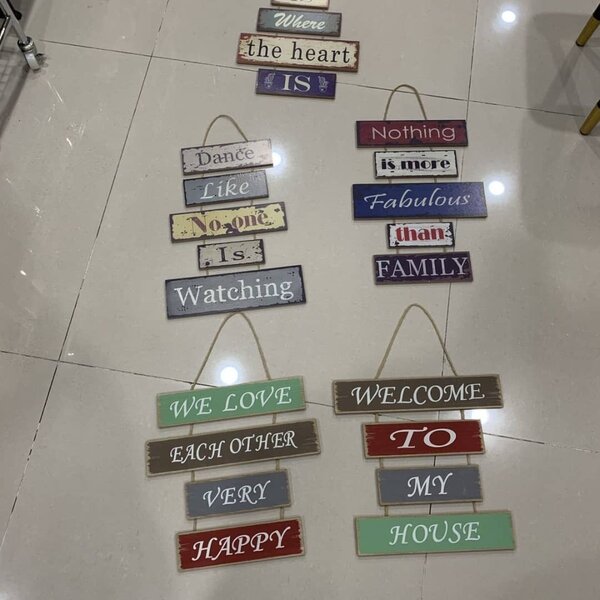 Where
the heart
IS
Dance
Like
No one
Is
Watching
Nothing
is more
Fabulous
than
FAMILY
WE LOVE
EACH OTHER
VERY
HAPPY
WELCOME
TO
MY
HOUSE